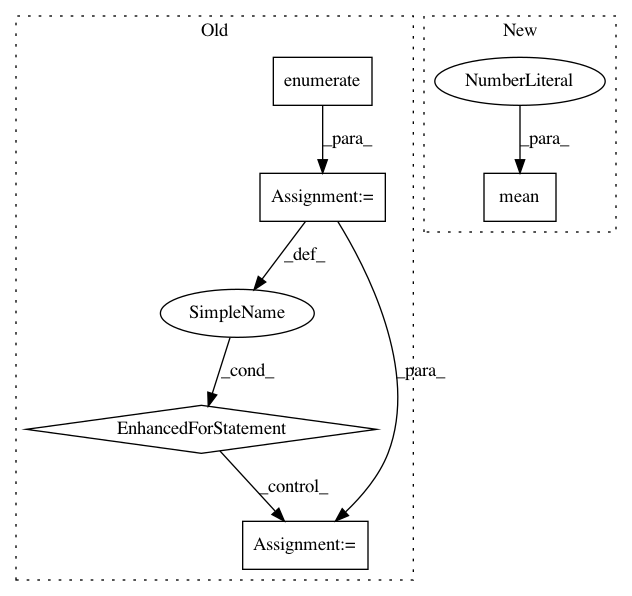 Old
New
enumerate
NumberLiteral
_para_
_para_
Assignment:=
mean
_def_
SimpleName
_cond_
_para_
EnhancedForStatement
_control_
Assignment:=